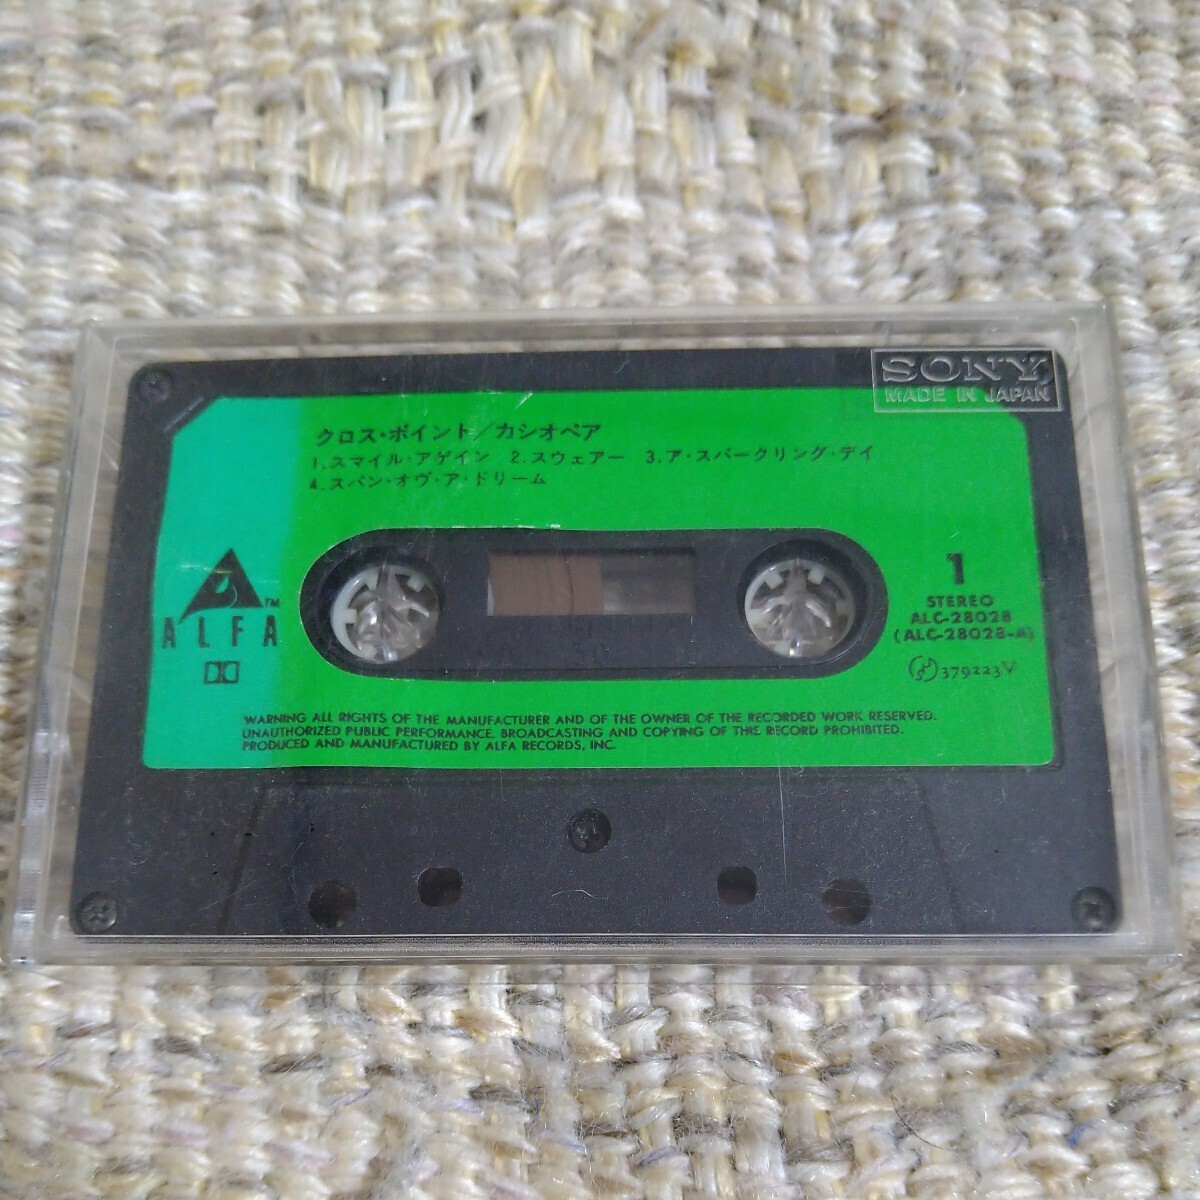 SONY
MADE IN JAPAN
クロス・ポイント/カシオペア
1.スマイル・アゲイン 2.スウェアー 3.ア・スパークリング・デイ
4.スパン・オヴ・ア・ドリーム
ALFA TM
1
STEREO
ALC-28028
(ALC-28028-A)
379223V
WARNING ALL RIGHTS OF THE MANUFACTURER AND OF THE OWNER OF THE RECORDED WORK RESERVED.
UNAUTHORIZED PUBLIC PERFORMANCE, BROADCASTING AND COPYING OF THIS RECORD PROHIBITED.
PRODUCED AND MANUFACTURED BY ALFA RECORDS, INC.